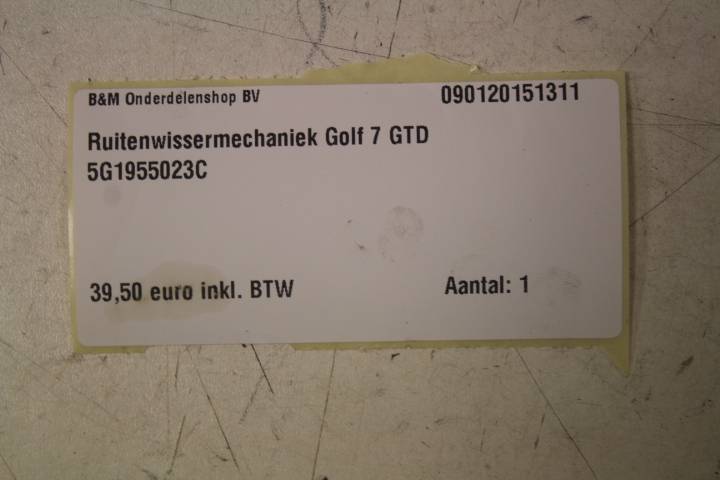 B&M Onderdelenshop BV 090120151311
Ruitenwissermechaniek Golf 7 GTD
5G1955023C
39,50 euro inkl. BTW Aantal: 1